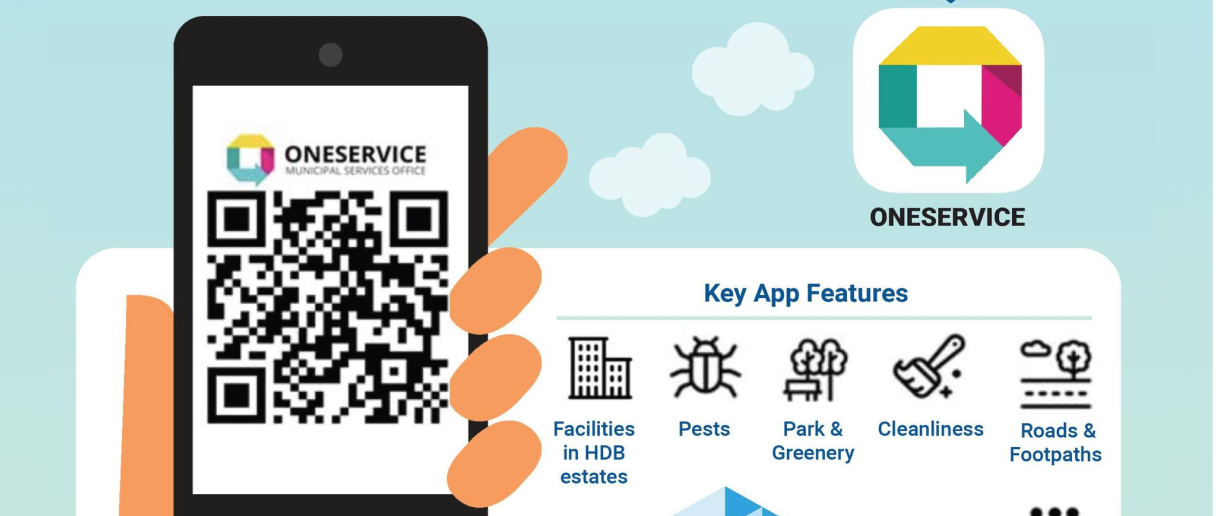 ONESERVICE
MUNICIPAL SERVICES OFFICE
ONESERVICE
Key App Features
Facilities
in HDB
estates
Pests
Park &
Greenery
Cleanliness
Roads &
Footpaths